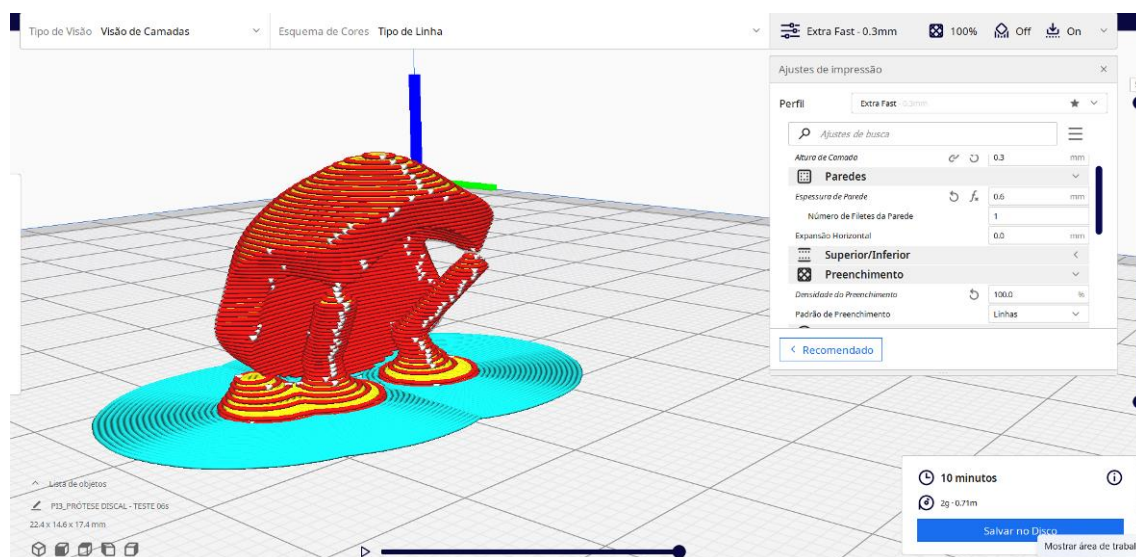 Tipo de Visão Visão de Camadas Esquema de Cores Tipo de Linha Extra Fast - 0.3mm 100% Off On
Ajustes de impressão
Perfil Extra Fast - 0.3mm
Ajustes de busca
Altura de Camada 0.3 mm
Paredes
Espessura de Parede 0.6 mm
Número de Filetes da Parede 1
Expansão Horizontal 0.0 mm
Superior/Inferior
Preenchimento
Densidade do Preenchimento 100.0 %
Padrão de Preenchimento Linhas
Recomendado
Lista de objetos
PI3_PRÓTESE DISCAL - TESTE 06s
22.4 x 14.6 x 17.4 mm
10 minutos
2g · 0.71m
Salvar no Disco
Mostrar área de trabal